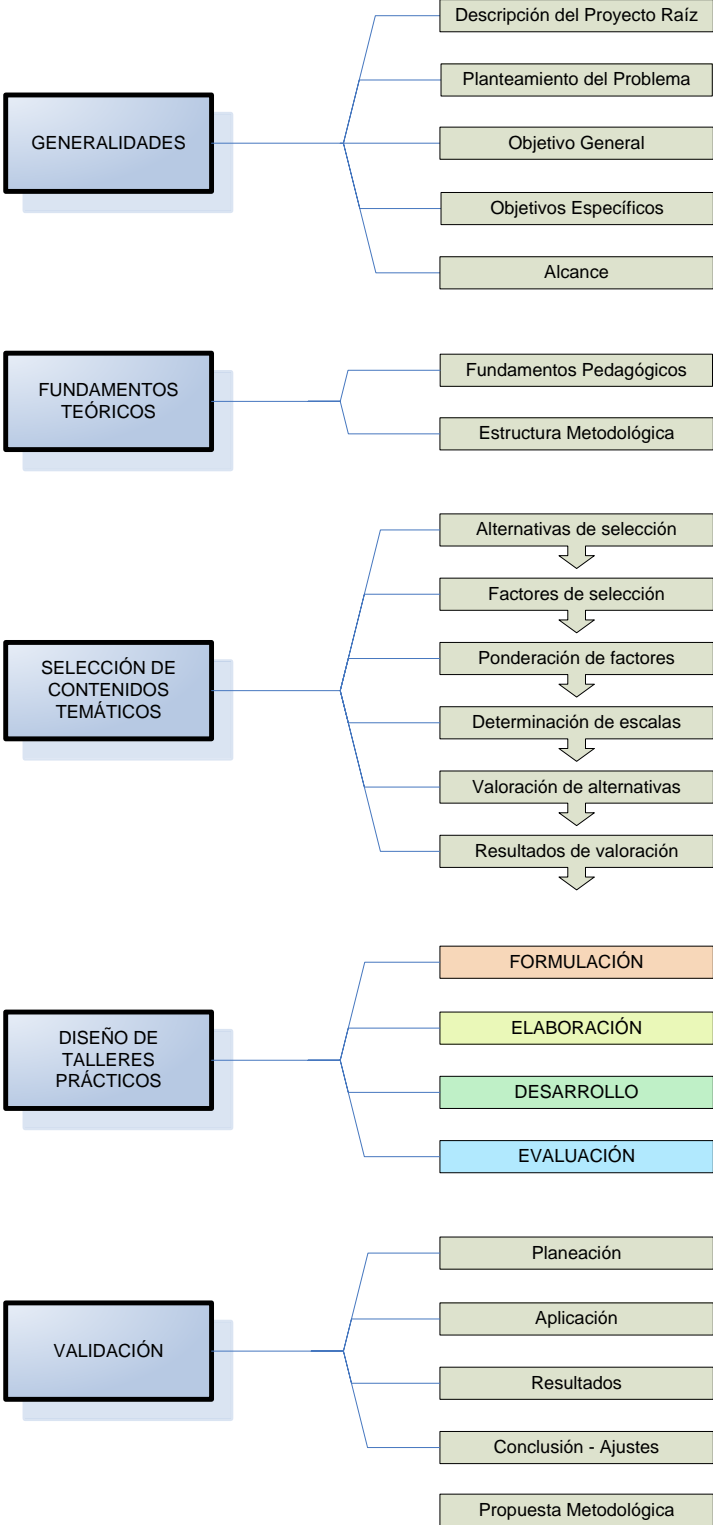 GENERALIDADES
Descripción del Proyecto Raíz
Planteamiento del Problema
Objetivo General
Objetivos Específicos
Alcance
FUNDAMENTOS
TEÓRICOS
Fundamentos Pedagógicos
Estructura Metodológica
SELECCIÓN DE
CONTENIDOS
TEMÁTICOS
Alternativas de selección
Factores de selección
Ponderación de factores
Determinación de escalas
Valoración de alternativas
Resultados de valoración
DISEÑO DE
TALLERES
PRÁCTICOS
FORMULACIÓN
ELABORACIÓN
DESARROLLO
EVALUACIÓN
VALIDACIÓN
Planeación
Aplicación
Resultados
Conclusión - Ajustes
Propuesta Metodológica